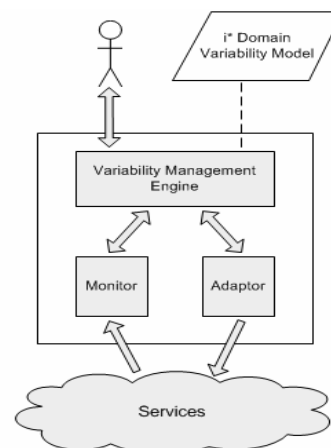 i* Domain
Variability Model
Variability Management
Engine
Monitor
Adaptor
Services